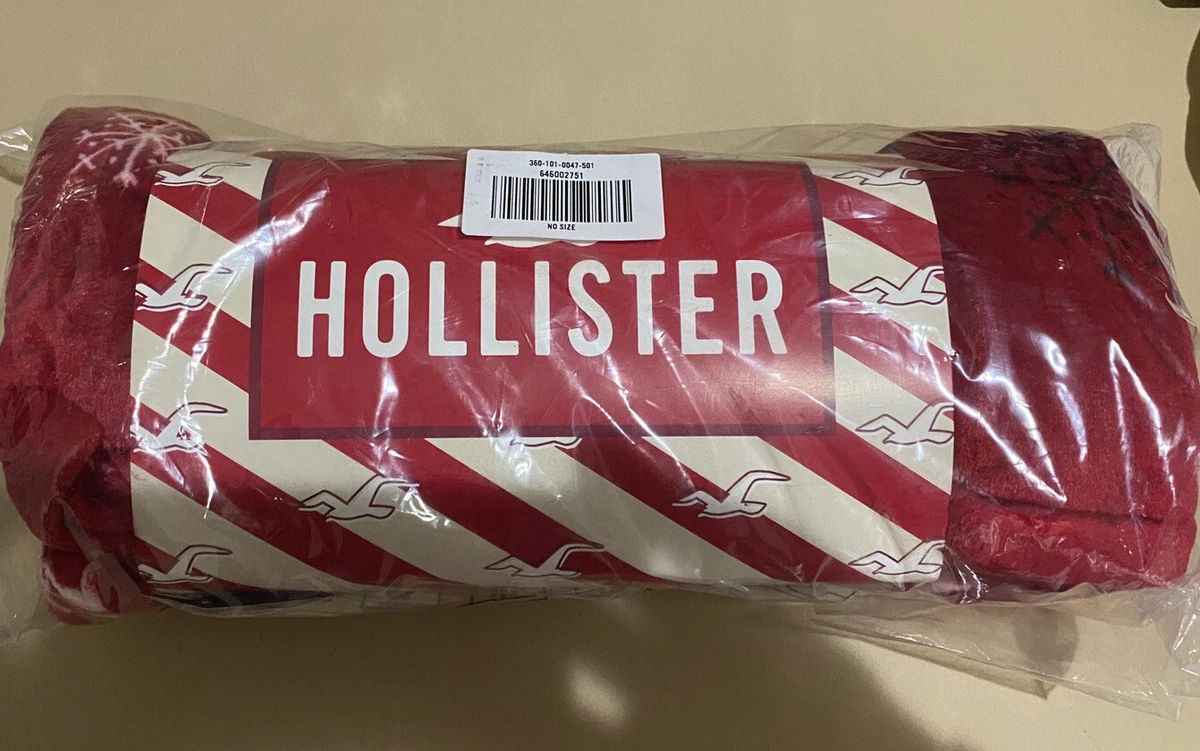 360-101-0047-501
646002751
NO SIZE
HOLLISTER